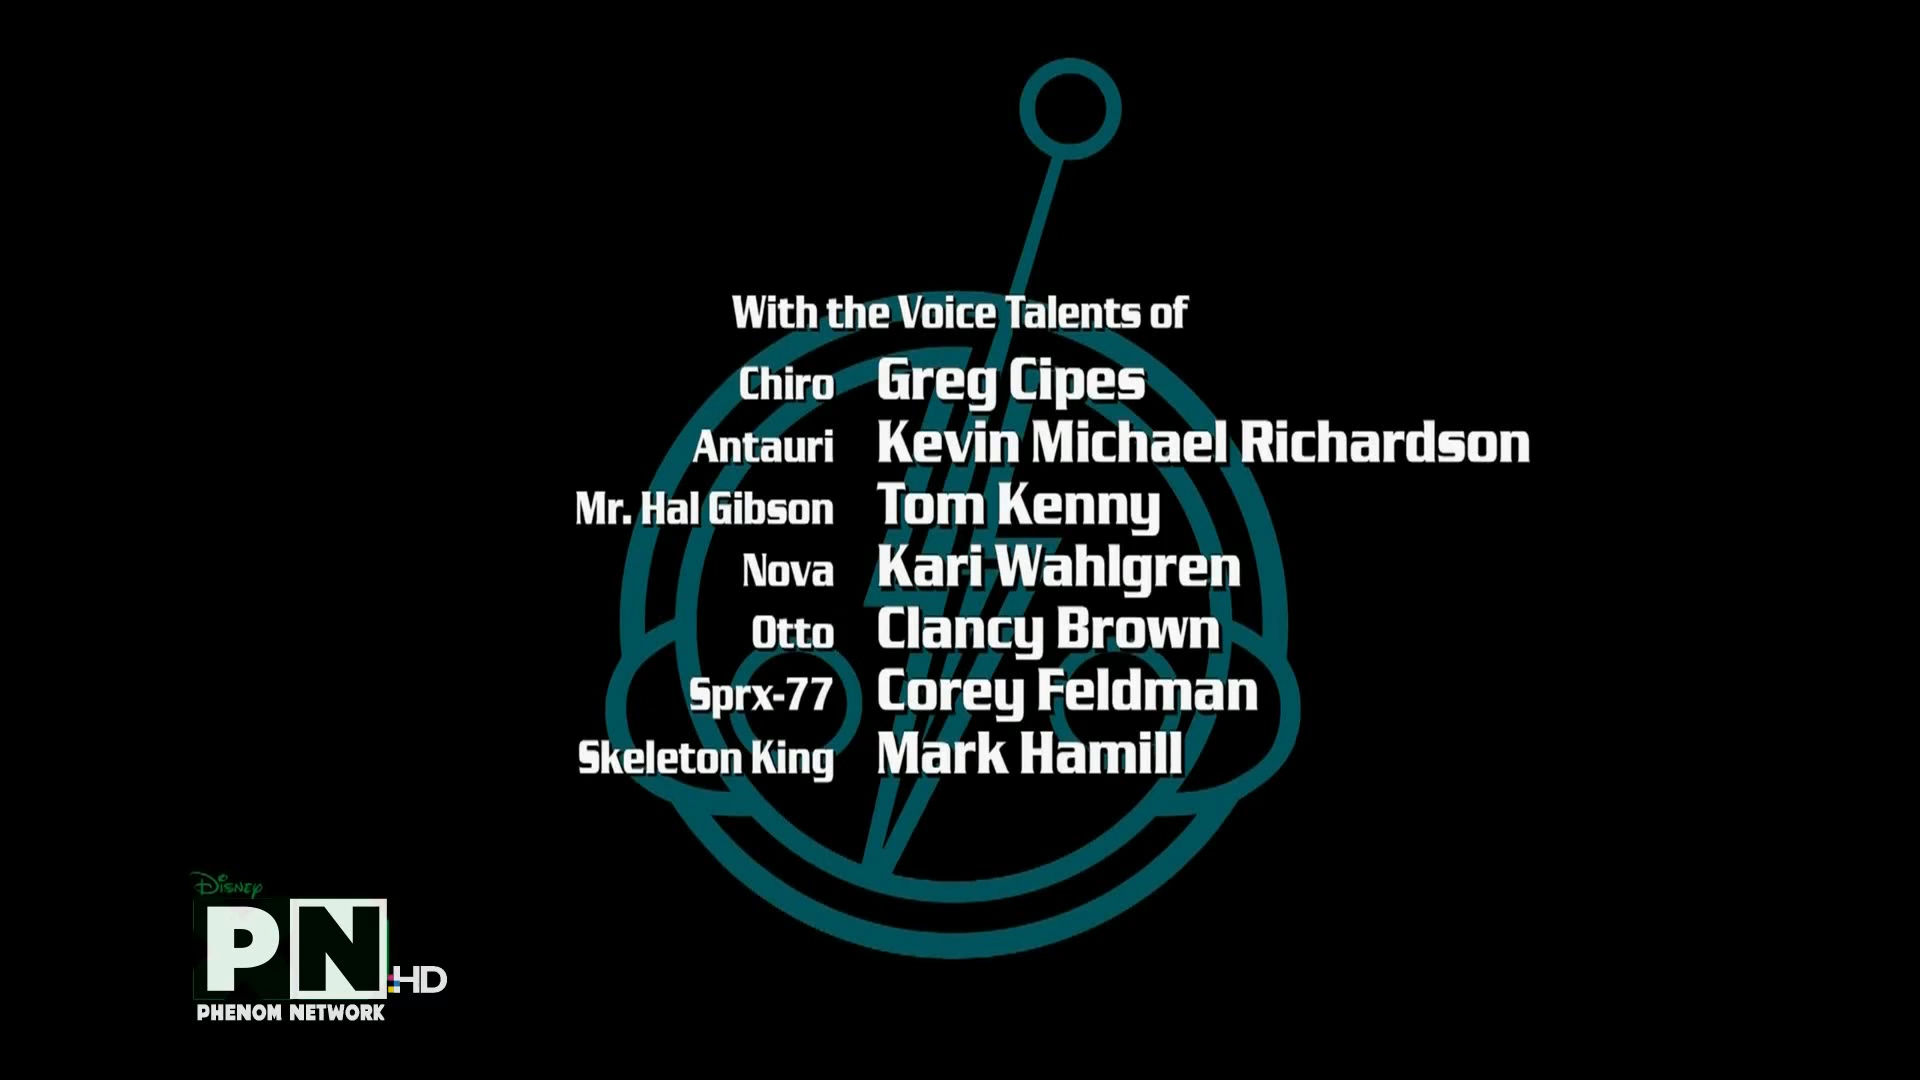 With the Voice Talents of
Chiro Greg Cipes
Antauri Kevin Michael Richardson
Mr. Hal Gibson Tom Kenny
Nova Kari Wahlgren
Otto Clancy Brown
Sprx-77 Corey Feldman
Skeleton King Mark Hamill
Disney
PN
HD
PHENOM NETWORK